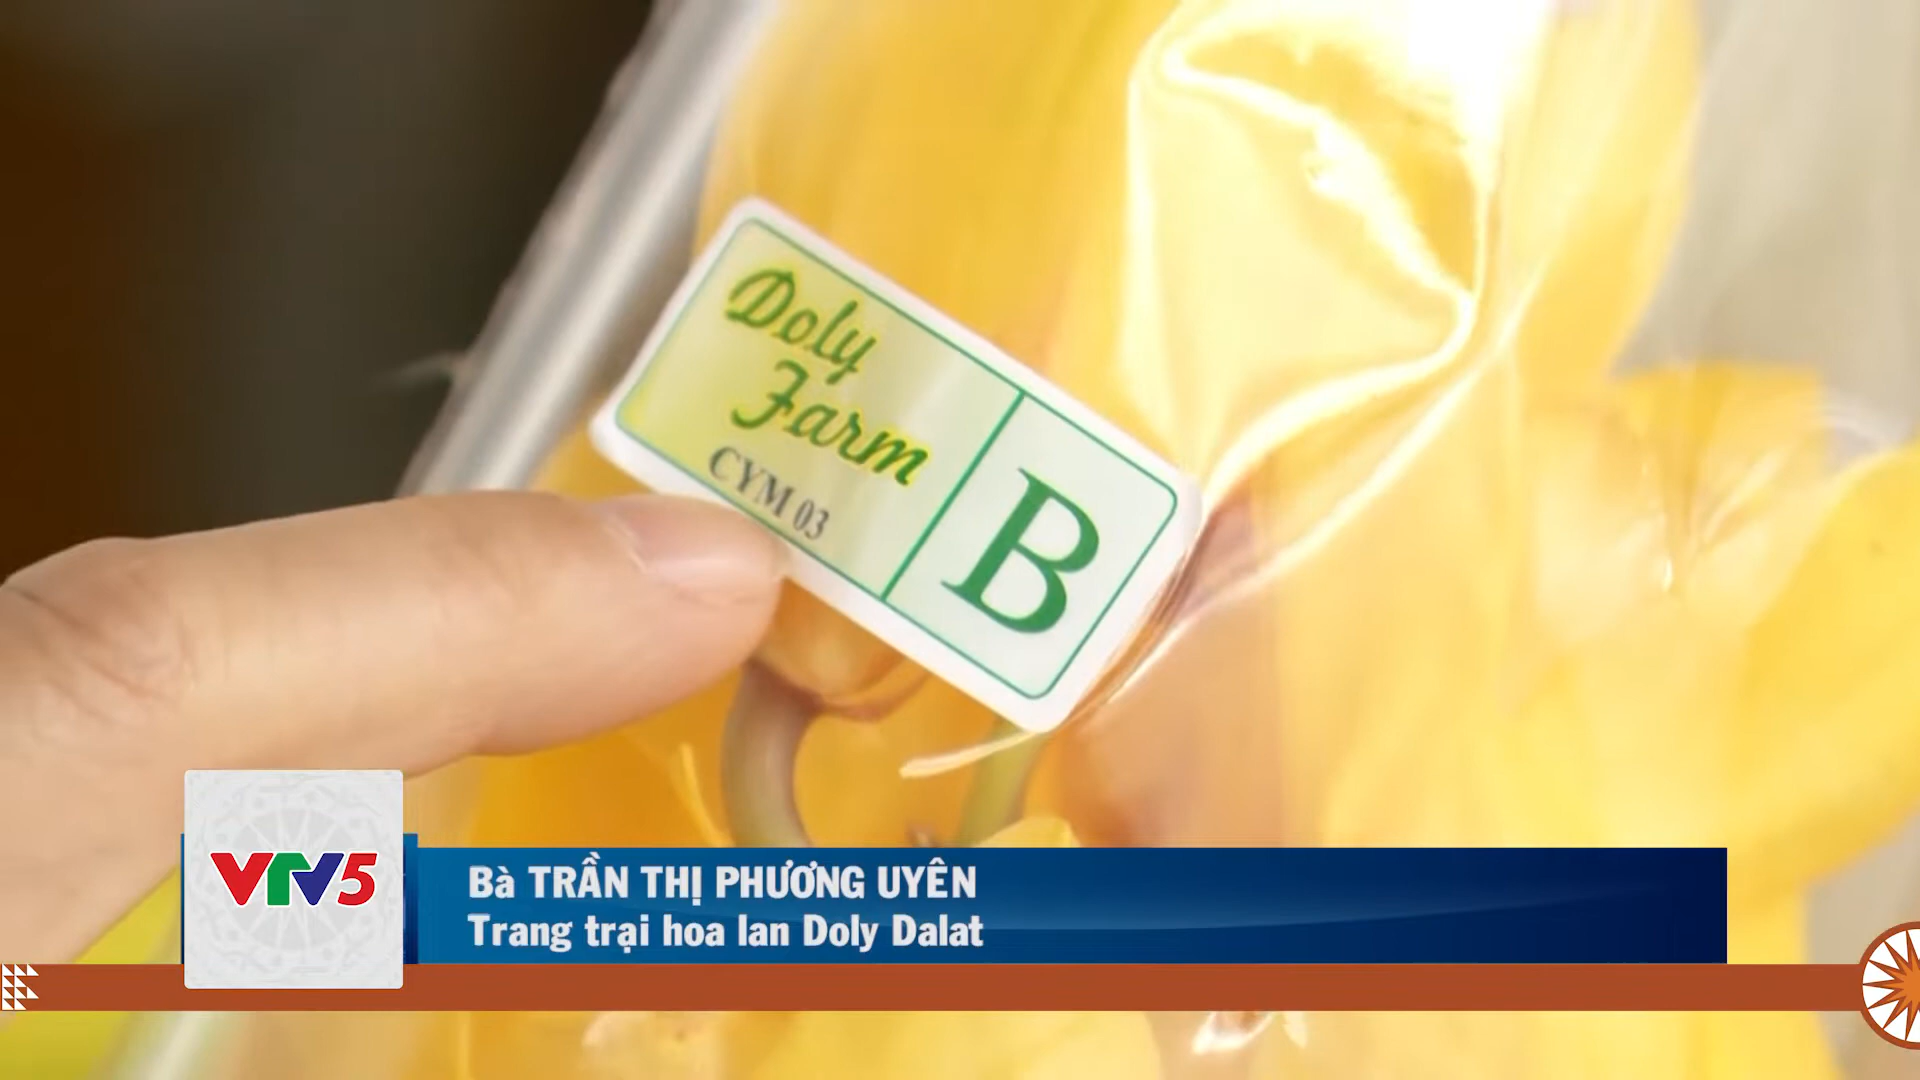 Doly
Farm
CYM 03
B
VTV5
Bà TRẦN THỊ PHƯƠNG UYÊN
Trang trại hoa lan Doly Dalat